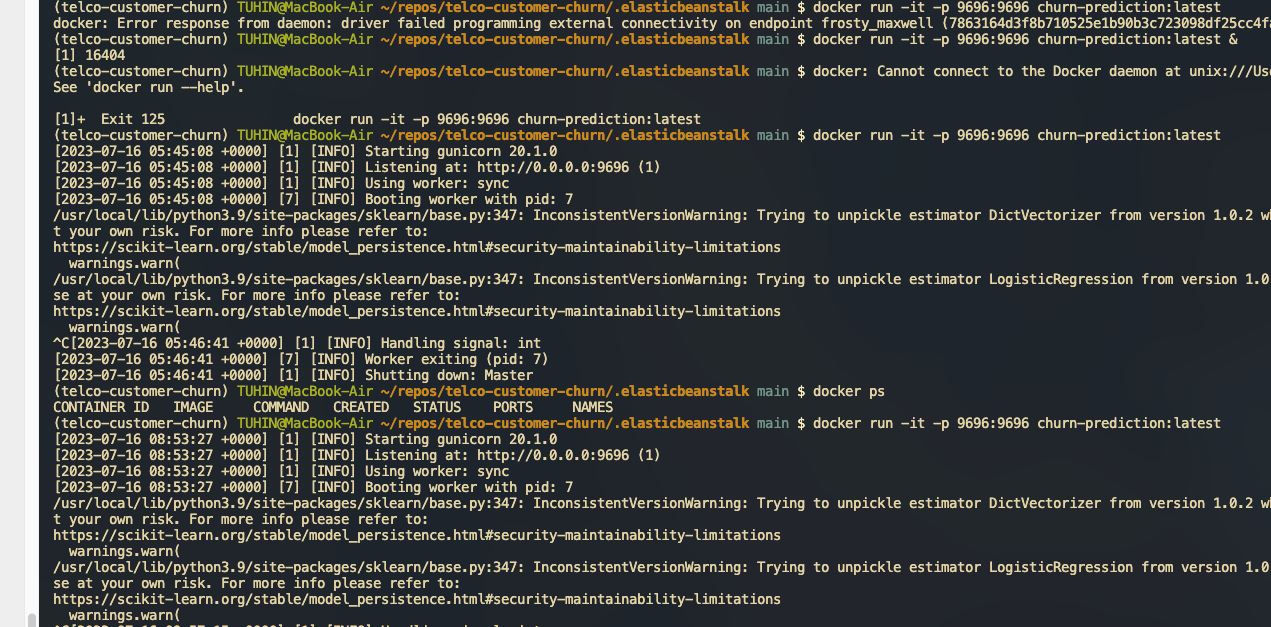 (telco-customer-churn) TUHIN@MacBook-Air ~/repos/telco-customer-churn/.elasticbeanstalk main $ docker run -it -p 9696:9696 churn-prediction:latest
docker: Error response from daemon: driver failed programming external connectivity on endpoint frosty_maxwell (7863164d3f8b710525e1b90b3c723098df25cc4f
(telco-customer-churn) TUHIN@MacBook-Air ~/repos/telco-customer-churn/.elasticbeanstalk main $ docker run -it -p 9696:9696 churn-prediction:latest &
[1] 16404
(telco-customer-churn) TUHIN@MacBook-Air ~/repos/telco-customer-churn/.elasticbeanstalk main $ docker: Cannot connect to the Docker daemon at unix:///Use
See 'docker run --help'.
[1]+  Exit 125                docker run -it -p 9696:9696 churn-prediction:latest
(telco-customer-churn) TUHIN@MacBook-Air ~/repos/telco-customer-churn/.elasticbeanstalk main $ docker run -it -p 9696:9696 churn-prediction:latest
[2023-07-16 05:45:08 +0000] [1] [INFO] Starting gunicorn 20.1.0
[2023-07-16 05:45:08 +0000] [1] [INFO] Listening at: http://0.0.0.0:9696 (1)
[2023-07-16 05:45:08 +0000] [1] [INFO] Using worker: sync
[2023-07-16 05:45:08 +0000] [7] [INFO] Booting worker with pid: 7
/usr/local/lib/python3.9/site-packages/sklearn/base.py:347: InconsistentVersionWarning: Trying to unpickle estimator DictVectorizer from version 1.0.2 wh
t your own risk. For more info please refer to:
https://scikit-learn.org/stable/model_persistence.html#security-maintainability-limitations
  warnings.warn(
/usr/local/lib/python3.9/site-packages/sklearn/base.py:347: InconsistentVersionWarning: Trying to unpickle estimator LogisticRegression from version 1.0
se at your own risk. For more info please refer to:
https://scikit-learn.org/stable/model_persistence.html#security-maintainability-limitations
  warnings.warn(
^C[2023-07-16 05:46:41 +0000] [1] [INFO] Handling signal: int
[2023-07-16 05:46:41 +0000] [7] [INFO] Worker exiting (pid: 7)
[2023-07-16 05:46:41 +0000] [1] [INFO] Shutting down: Master
(telco-customer-churn) TUHIN@MacBook-Air ~/repos/telco-customer-churn/.elasticbeanstalk main $ docker ps
CONTAINER ID   IMAGE     COMMAND   CREATED   STATUS    PORTS     NAMES
(telco-customer-churn) TUHIN@MacBook-Air ~/repos/telco-customer-churn/.elasticbeanstalk main $ docker run -it -p 9696:9696 churn-prediction:latest
[2023-07-16 08:53:27 +0000] [1] [INFO] Starting gunicorn 20.1.0
[2023-07-16 08:53:27 +0000] [1] [INFO] Listening at: http://0.0.0.0:9696 (1)
[2023-07-16 08:53:27 +0000] [1] [INFO] Using worker: sync
[2023-07-16 08:53:27 +0000] [7] [INFO] Booting worker with pid: 7
/usr/local/lib/python3.9/site-packages/sklearn/base.py:347: InconsistentVersionWarning: Trying to unpickle estimator DictVectorizer from version 1.0.2 wh
t your own risk. For more info please refer to:
https://scikit-learn.org/stable/model_persistence.html#security-maintainability-limitations
  warnings.warn(
/usr/local/lib/python3.9/site-packages/sklearn/base.py:347: InconsistentVersionWarning: Trying to unpickle estimator LogisticRegression from version 1.0
se at your own risk. For more info please refer to:
https://scikit-learn.org/stable/model_persistence.html#security-maintainability-limitations
  warnings.warn(